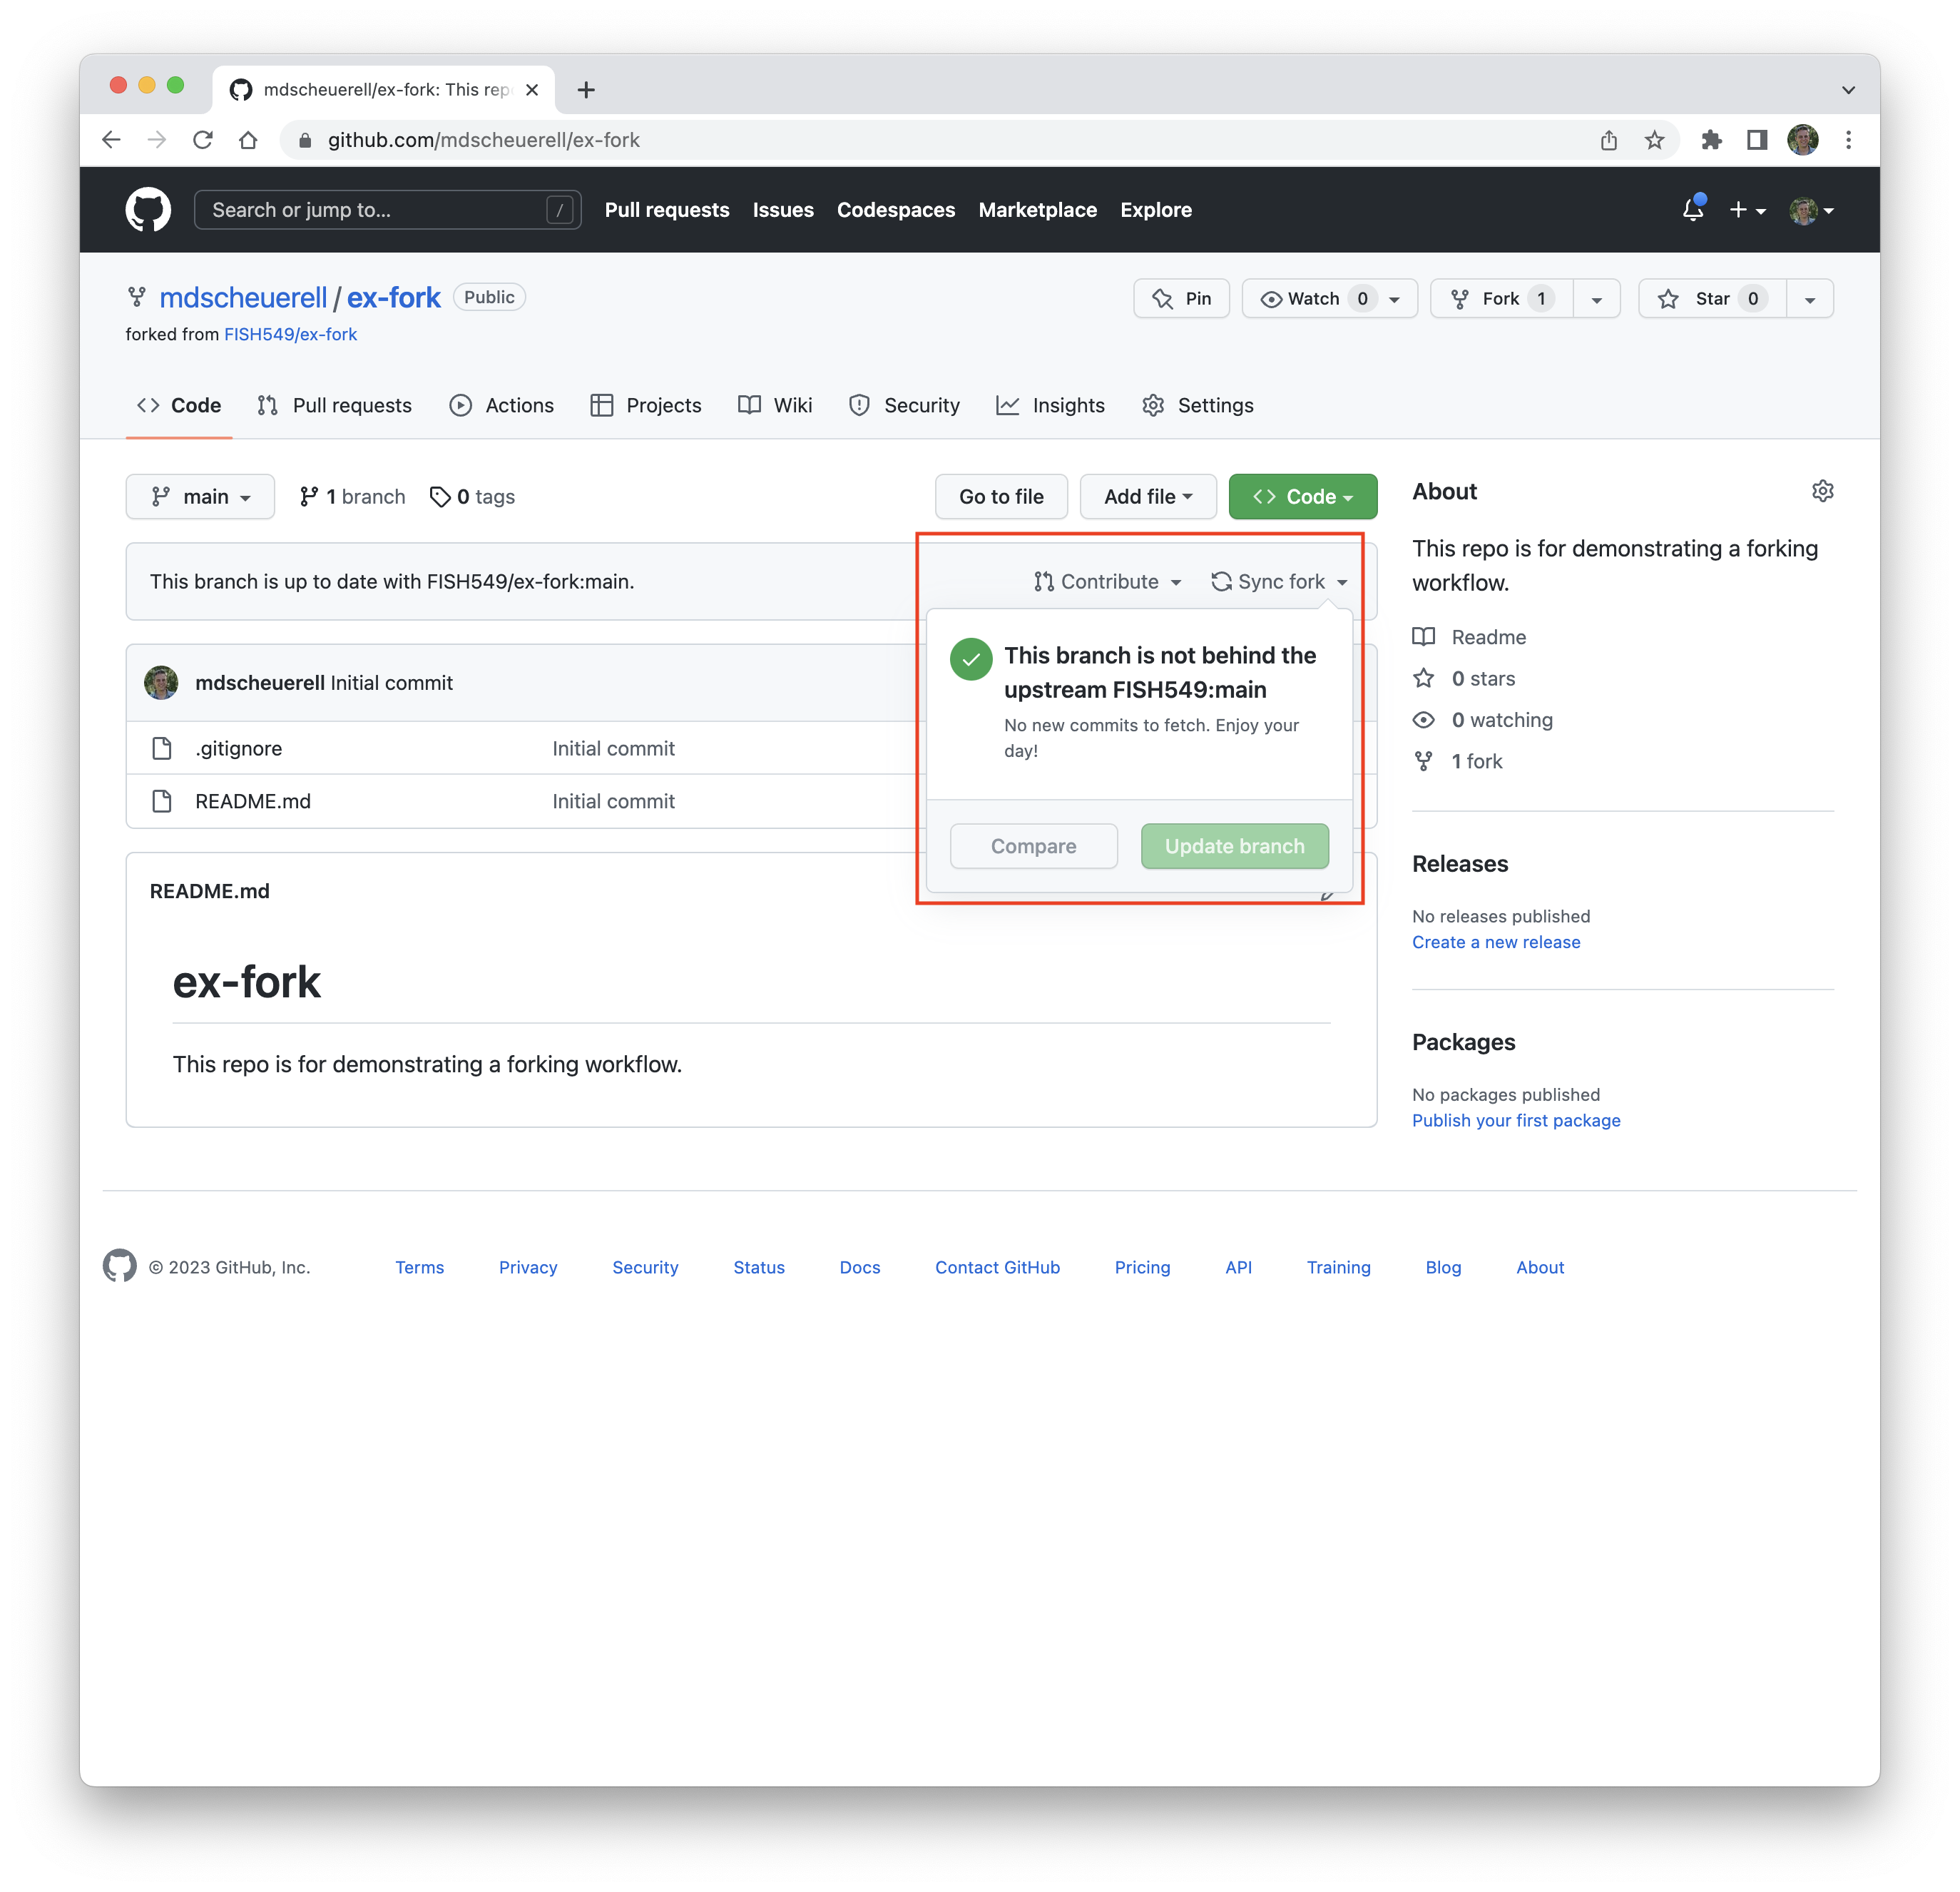 mdscheuerell/ex-fork: This rep
github.com/mdscheuerell/ex-fork
Search or jump to... /
Pull requests
Issues
Codespaces
Marketplace
Explore
mdscheuerell / ex-fork Public
forked from FISH549/ex-fork
Pin
Watch 0
Fork 1
Star 0
Code
Pull requests
Actions
Projects
Wiki
Security
Insights
Settings
main
1 branch
0 tags
Go to file
Add file
Code
This branch is up to date with FISH549/ex-fork:main.
Contribute
Sync fork
This branch is not behind the
upstream FISH549:main
No new commits to fetch. Enjoy your
day!
Compare
Update branch
mdscheuerell Initial commit
.gitignore Initial commit
README.md Initial commit
README.md
ex-fork
This repo is for demonstrating a forking workflow.
About
This repo is for demonstrating a forking
workflow.
Readme
0 stars
0 watching
1 fork
Releases
No releases published
Create a new release
Packages
No packages published
Publish your first package
© 2023 GitHub, Inc.
Terms
Privacy
Security
Status
Docs
Contact GitHub
Pricing
API
Training
Blog
About